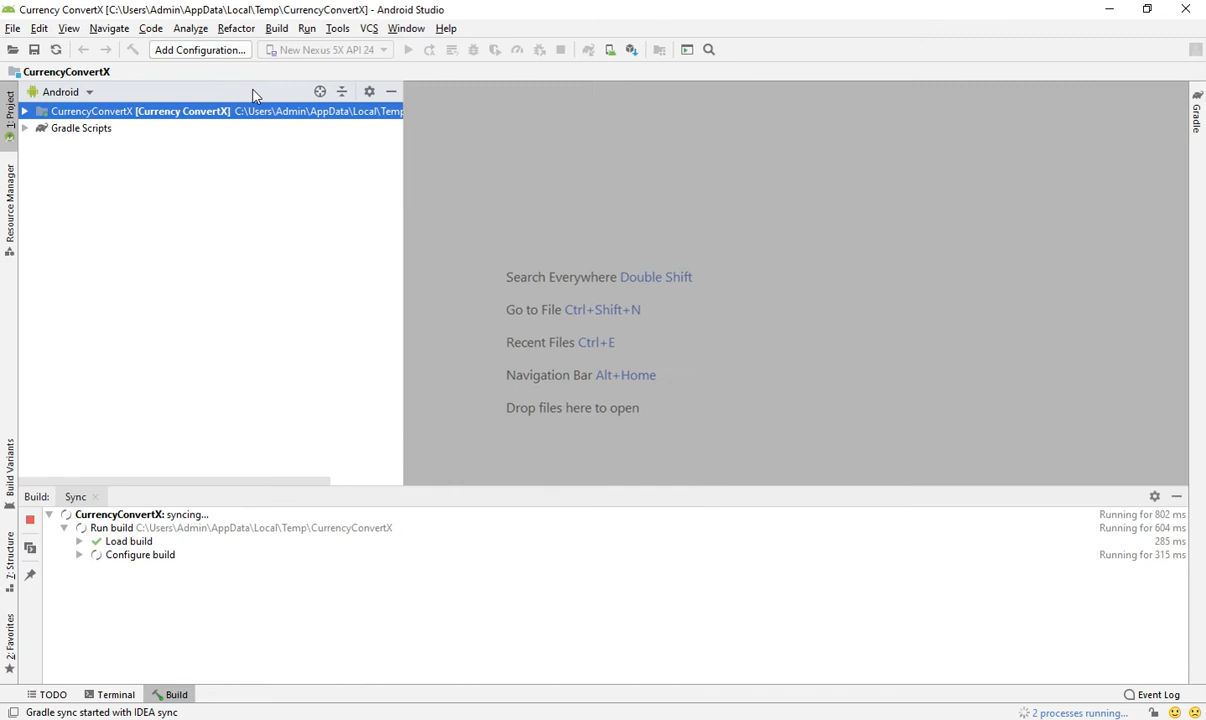 Currency ConvertX [C:\Users\Admin\AppData\Local\Temp\CurrencyConvertX] - Android Studio
File Edit View Navigate Code Analyze Refactor Build Run Tools VCS Window Help
Add Configuration... New Nexus 5X API 24
CurrencyConvertX
Android
CurrencyConvertX [Currency ConvertX] C:\Users\Admin\AppData\Local\Temp
Gradle Scripts
1: Project
Resource Manager
Build Variants
Z: Structure
2: Favorites
Gradle
Search Everywhere Double Shift
Go to File Ctrl+Shift+N
Recent Files Ctrl+E
Navigation Bar Alt+Home
Drop files here to open
Build: Sync
CurrencyConvertX: syncing... Running for 802 ms
Run build C:\Users\Admin\AppData\Local\Temp\CurrencyConvertX Running for 604 ms
Load build 285 ms
Configure build Running for 315 ms
TODO Terminal Build Event Log
Gradle sync started with IDEA sync 2 processes running...